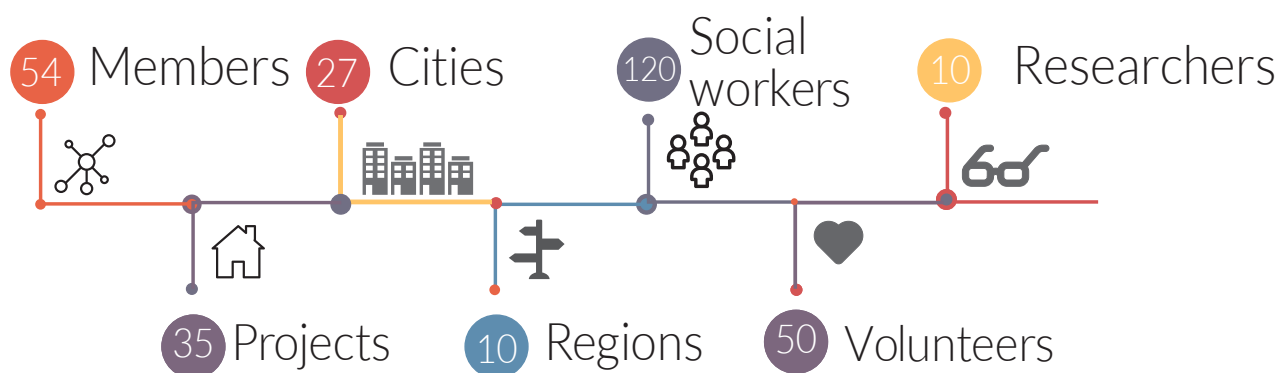 54 Members
27 Cities
120 Social
workers
10 Researchers
35 Projects
10 Regions
50 Volunteers